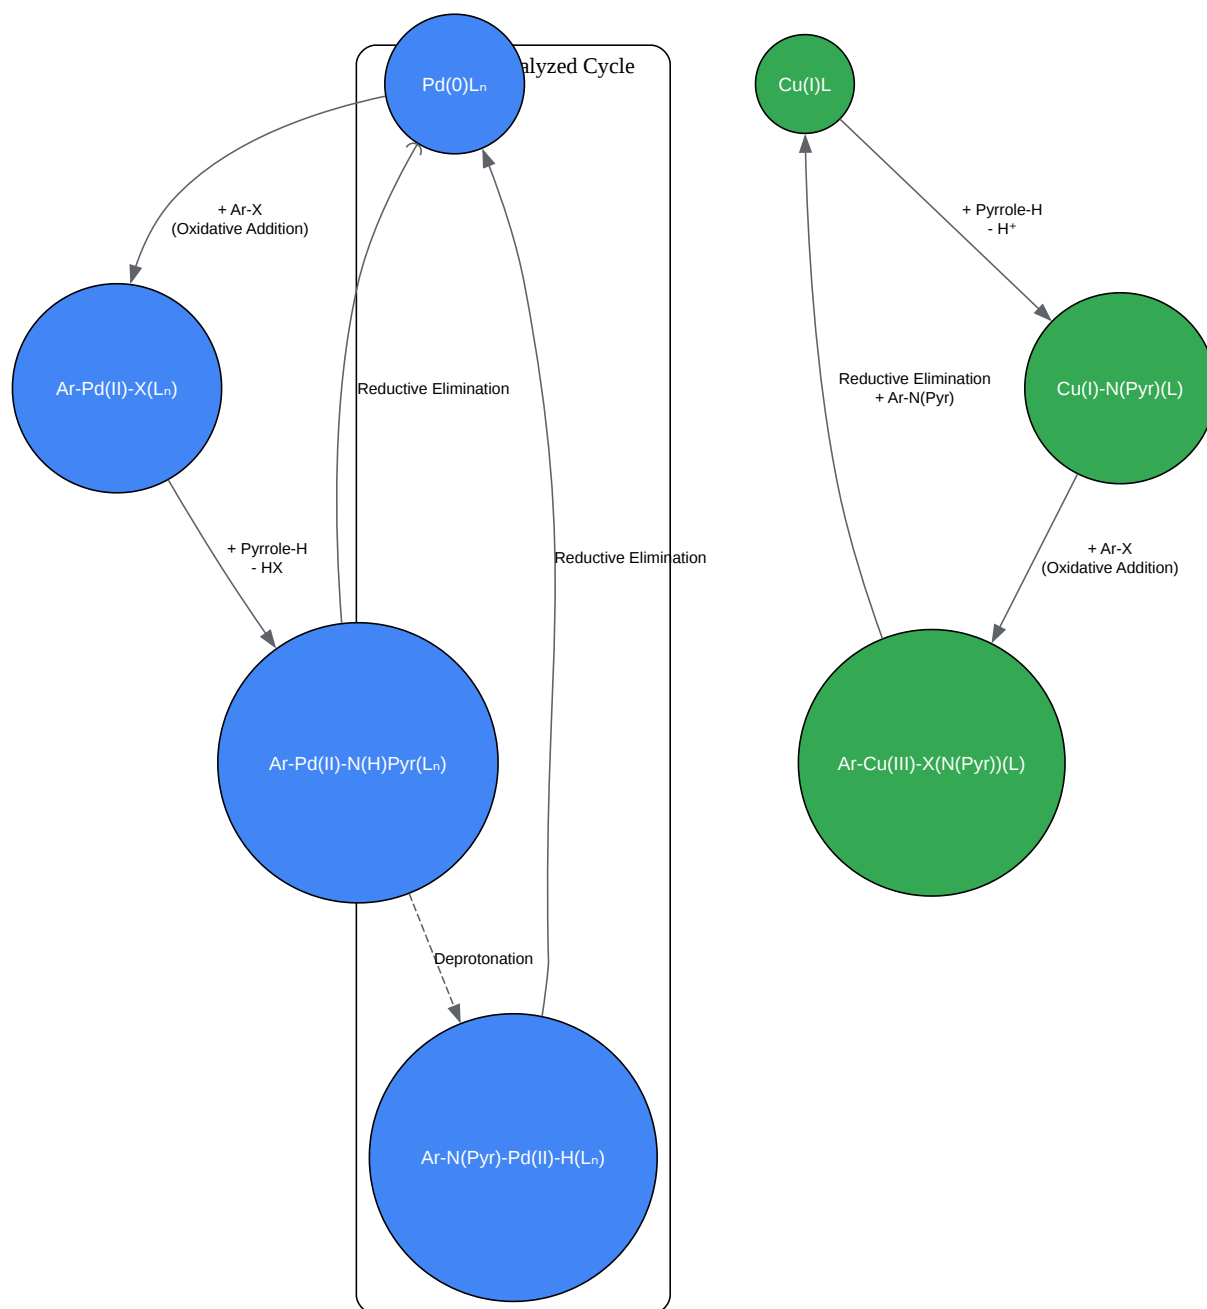 Pd(0)Lₙ
alyzed Cycle
+ Ar-X
(Oxidative Addition)
Ar-Pd(II)-X(Lₙ)
Reductive Elimination
+ Pyrrole-H
- HX
Reductive Elimination
Ar-Pd(II)-N(H)Pyr(Lₙ)
Deprotonation
Ar-N(Pyr)-Pd(II)-H(Lₙ)
Cu(I)L
+ Pyrrole-H
- H⁺
Reductive Elimination
+ Ar-N(Pyr)
Cu(I)-N(Pyr)(L)
+ Ar-X
(Oxidative Addition)
Ar-Cu(III)-X(N(Pyr))(L)